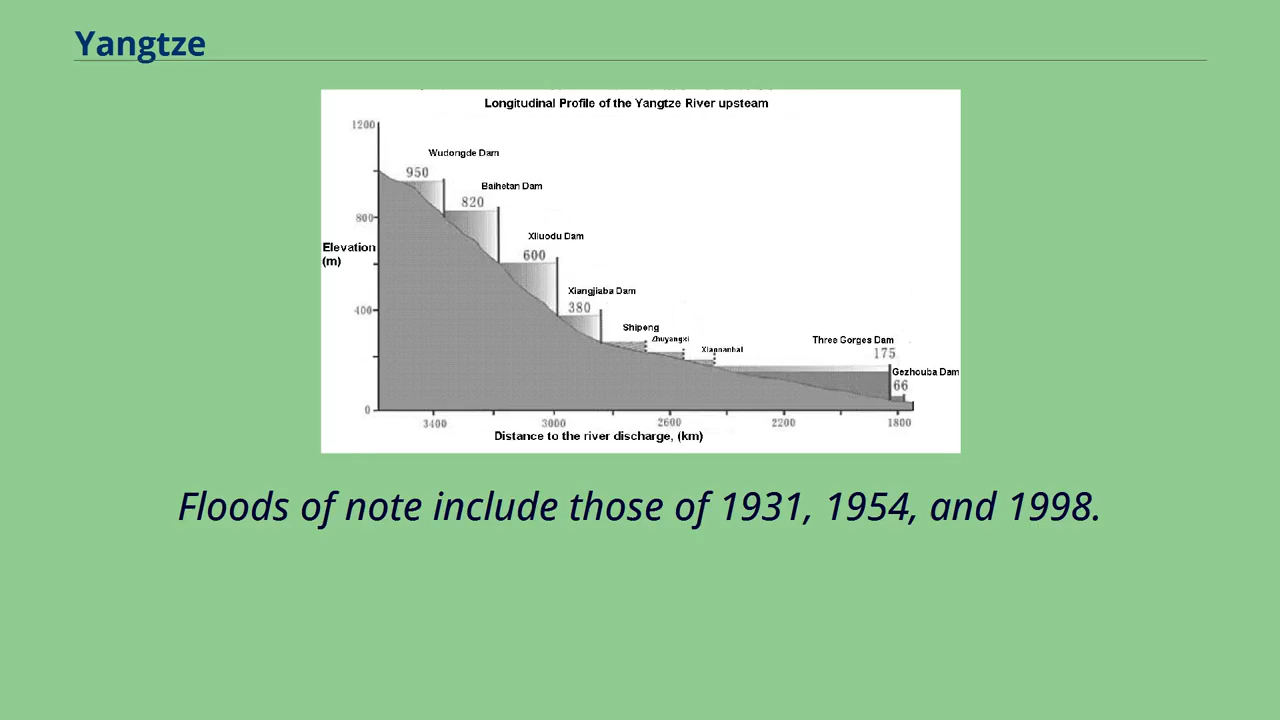 Yangtze
Longitudinal Profile of the Yangtze River upsteam
1200
Wudongde Dam
950
Baihetan Dam
820
800
Xiluodu Dam
Elevation
(m)
600
Xiangjiaba Dam
380
400
Shipeng
Zhuyangxi
Three Gorges Dam
175
Gezhouba Dam
66
0
3400
3000
2600
2200
1800
Distance to the river discharge, (km)
Floods of note include those of 1931, 1954, and 1998.